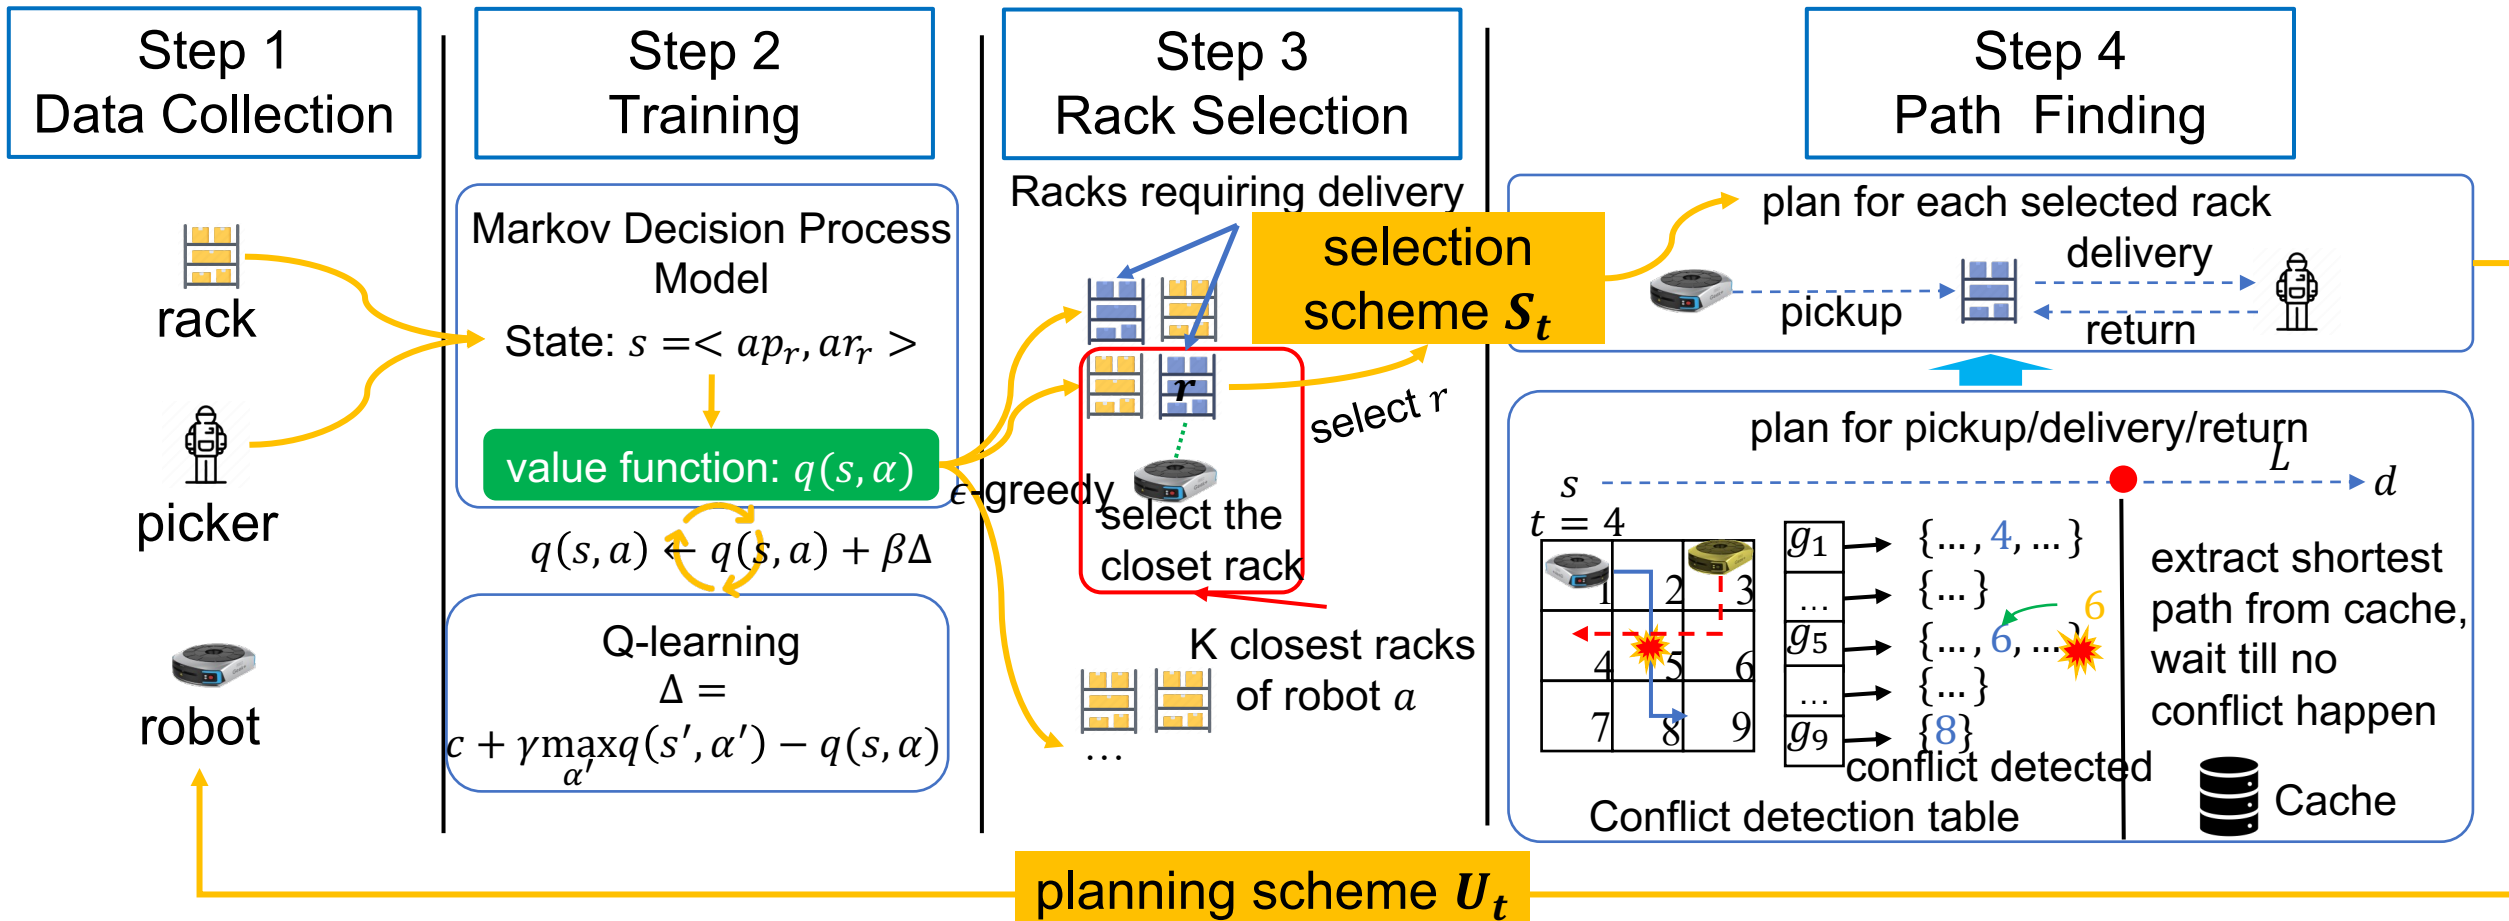 Step 1
Data Collection
rack
picker
robot
Step 2
Training
Markov Decision Process
Model
State: s =< ap_r, ar_r >
value function: q(s, α)
q(s, a) ← q(s, a) + βΔ
Q-learning
Δ =
c + γ max_{α′} q(s′, α′) − q(s, α)
Step 3
Rack Selection
Racks requiring delivery
r
select r
ϵ-greedy
select the
closet rack
K closest racks
of robot a
...
selection
scheme S_t
Step 4
Path Finding
plan for each selected rack
delivery
pickup
return
plan for pickup/delivery/return
L
s
d
t = 4
1
2
3
4
5
6
7
8
9
g_1
{... , 4, ... }
...
{... }
g_5
{... , 6, ... }
6
...
{... }
g_9
{8}
conflict detected
Conflict detection table
extract shortest
path from cache,
wait till no
conflict happen
Cache
planning scheme U_t